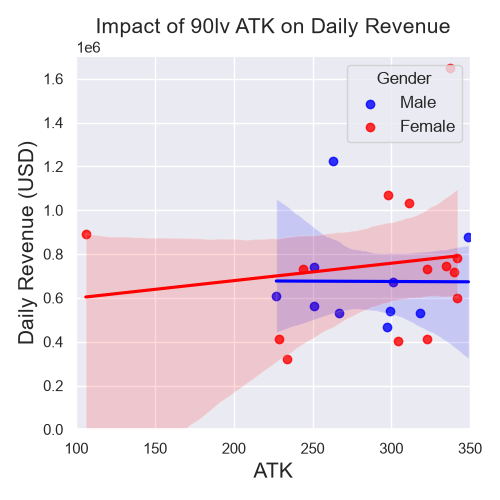 Impact of 90lv ATK on Daily Revenue
1e6
Gender
Male
Female
Daily Revenue (USD)
1.6
1.4
1.2
1.0
0.8
0.6
0.4
0.2
0.0
100 150 200 250 300 350
ATK